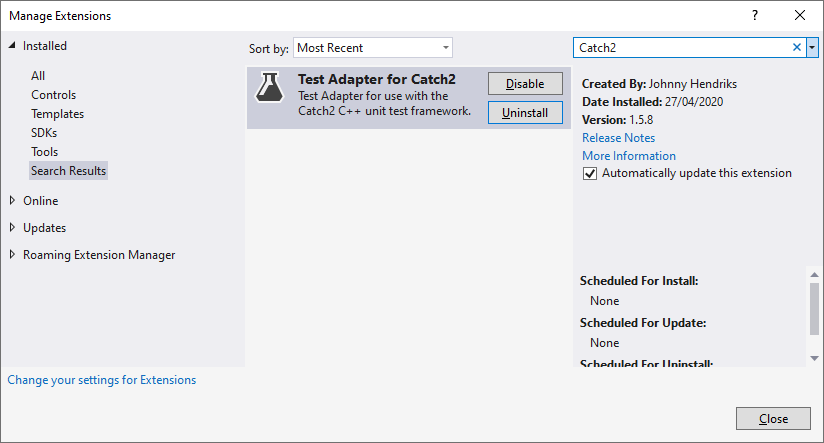 Manage Extensions
?
Installed
All
Controls
Templates
SDKs
Tools
Search Results
Online
Updates
Roaming Extension Manager
Change your settings for Extensions
Sort by: Most Recent
Test Adapter for Catch2
Test Adapter for use with the
Catch2 C++ unit test framework.
Disable
Uninstall
Catch2
Created By: Johnny Hendriks
Date Installed: 27/04/2020
Version: 1.5.8
Release Notes
More Information
Automatically update this extension
Scheduled For Install:
None
Scheduled For Update:
None
Scheduled For Uninstall:
Close